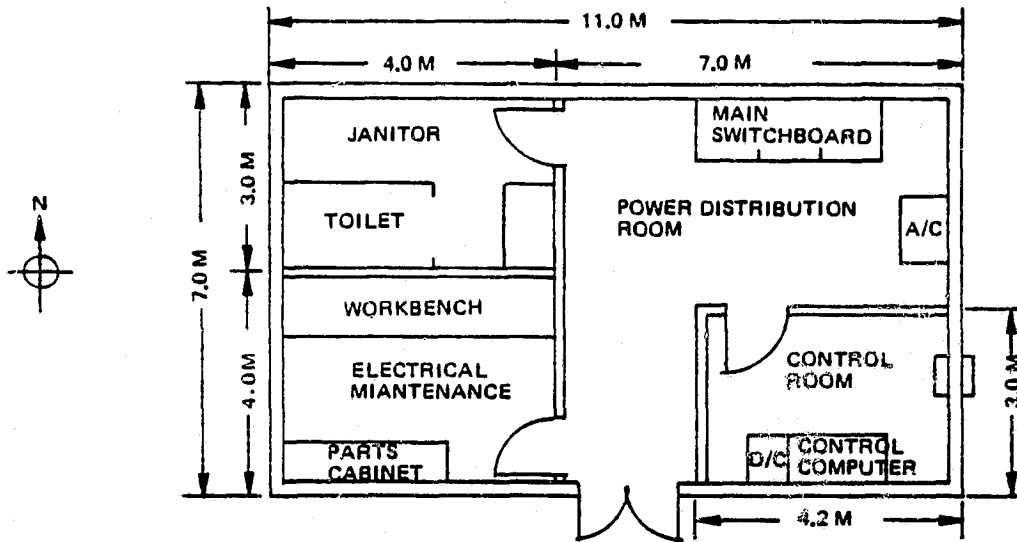 11.0 M
4.0 M
7.0 M
JANITOR
MAIN
SWITCHBOARD
3.0 M
N
TOILET
POWER DISTRIBUTION
ROOM
A/C
7.0 M
WORKBENCH
ELECTRICAL
MIANTENANCE
4.0M
CONTROL
ROOM
3.0 M
PARTS
CABINET
D/C
CONTROL
COMPUTER
4.2 M